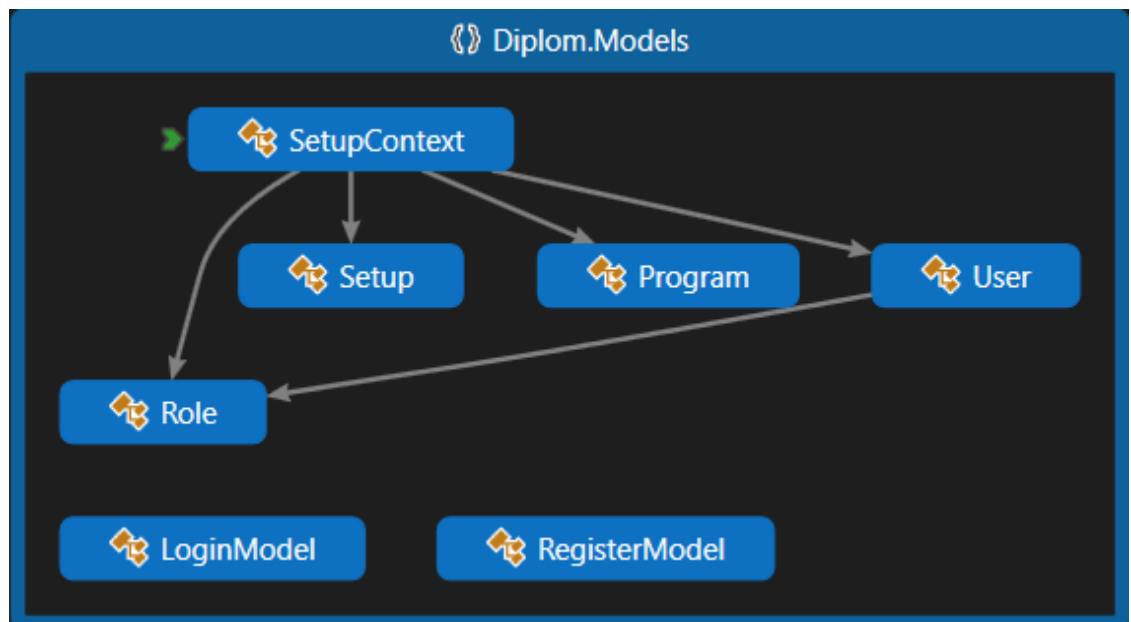 Diplom.Models
SetupContext
Setup
Program
User
Role
LoginModel
RegisterModel